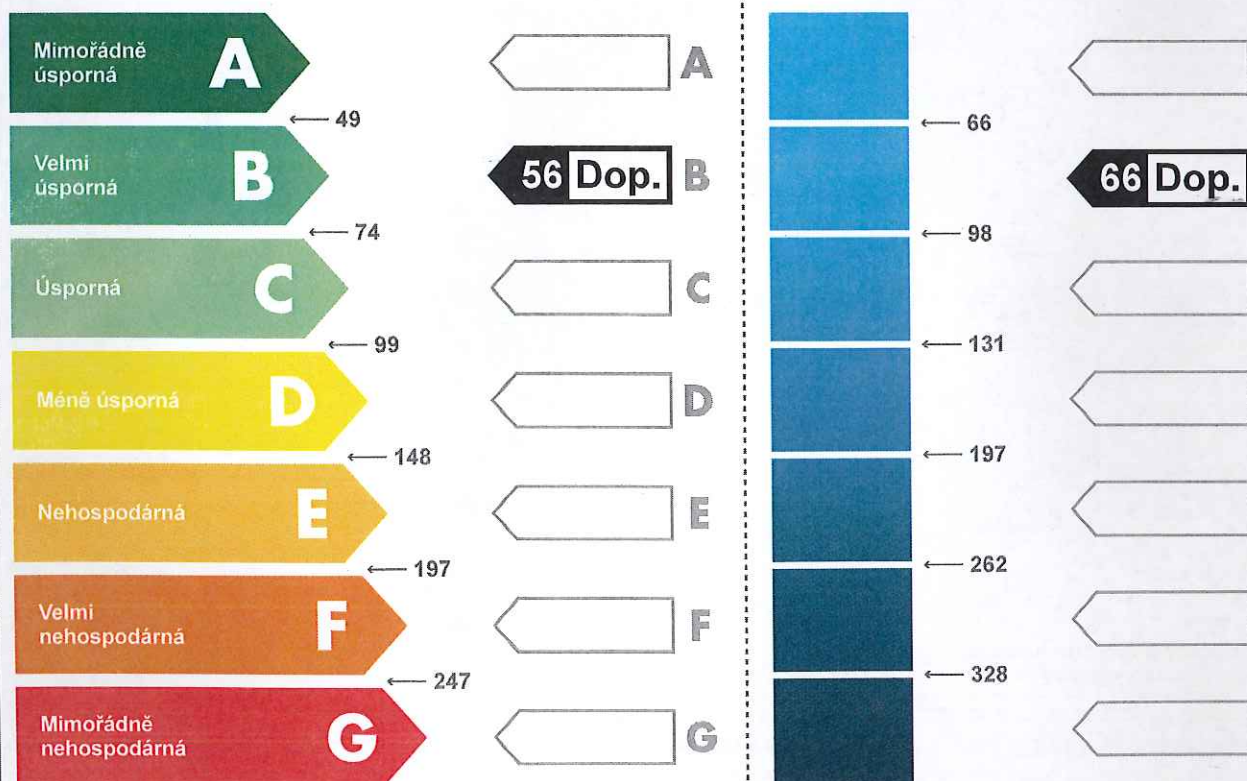 Mimořádně
úsporná
A
A
← 49
← 66
Velmi
úsporná
B
56 Dop.
B
66 Dop.
← 74
← 98
Úsporná
C
C
← 99
← 131
Méně úsporná
D
D
← 148
← 197
Nehospodárná
E
E
← 197
← 262
Velmi
nehospodárná
F
F
← 247
← 328
Mimořádně
nehospodárná
G
G